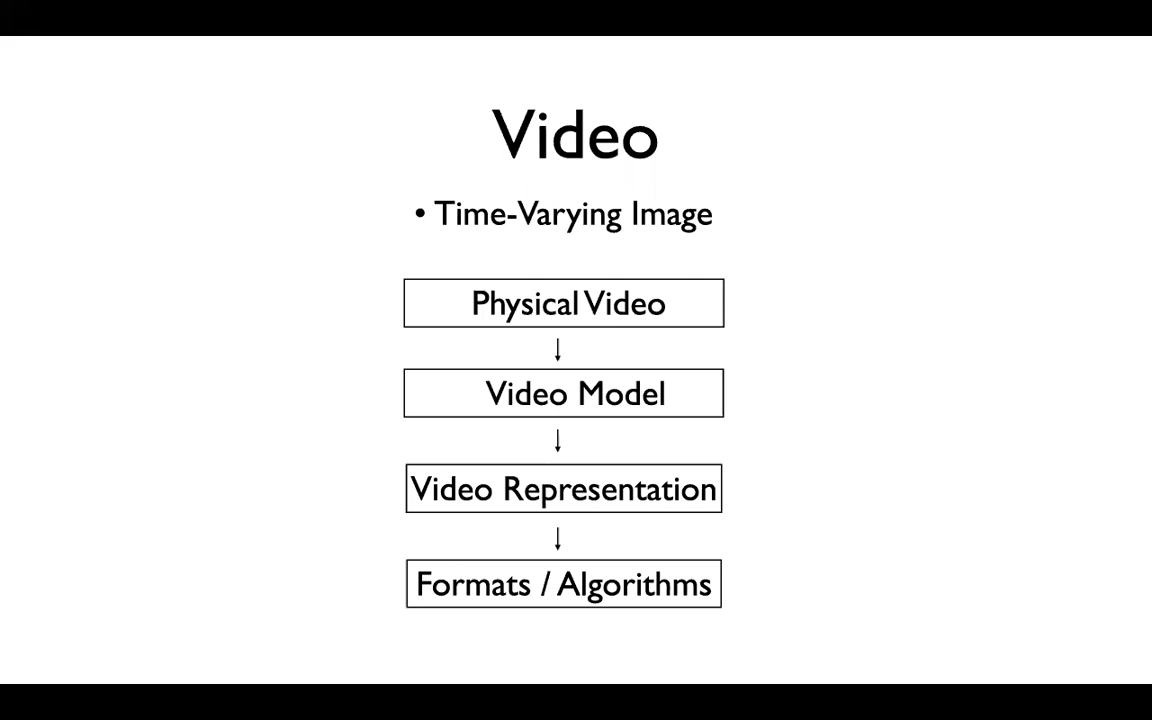 Video
• Time-Varying Image
Physical Video
Video Model
Video Representation
Formats / Algorithms